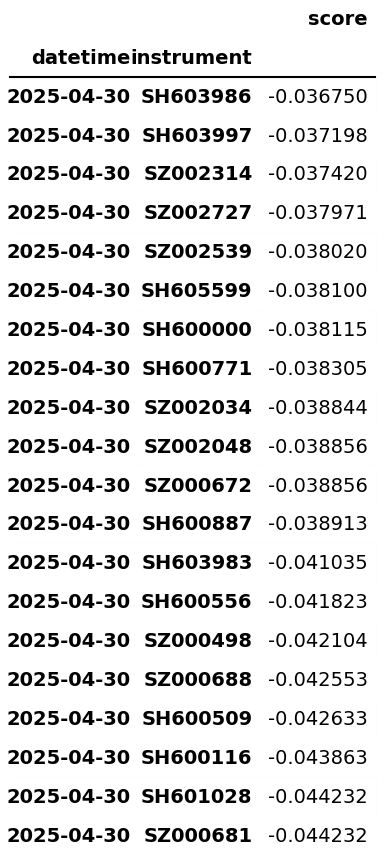 score
datetime instrument
2025-04-30 SH603986 -0.036750
2025-04-30 SH603997 -0.037198
2025-04-30 SZ002314 -0.037420
2025-04-30 SZ002727 -0.037971
2025-04-30 SZ002539 -0.038020
2025-04-30 SH605599 -0.038100
2025-04-30 SH600000 -0.038115
2025-04-30 SH600771 -0.038305
2025-04-30 SZ002034 -0.038844
2025-04-30 SZ002048 -0.038856
2025-04-30 SZ000672 -0.038856
2025-04-30 SH600887 -0.038913
2025-04-30 SH603983 -0.041035
2025-04-30 SH600556 -0.041823
2025-04-30 SZ000498 -0.042104
2025-04-30 SZ000688 -0.042553
2025-04-30 SH600509 -0.042633
2025-04-30 SH600116 -0.043863
2025-04-30 SH601028 -0.044232
2025-04-30 SZ000681 -0.044232